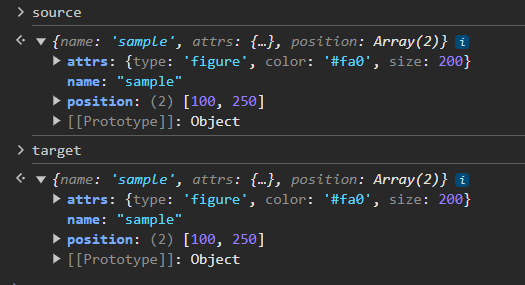 > source
<· ▼ {name: 'sample', attrs: {…}, position: Array(2)} i
▶ attrs: {type: 'figure', color: '#fa0', size: 200}
name: "sample"
▶ position: (2) [100, 250]
▶ [[Prototype]]: Object
> target
<· ▼ {name: 'sample', attrs: {…}, position: Array(2)} i
▶ attrs: {type: 'figure', color: '#fa0', size: 200}
name: "sample"
▶ position: (2) [100, 250]
▶ [[Prototype]]: Object